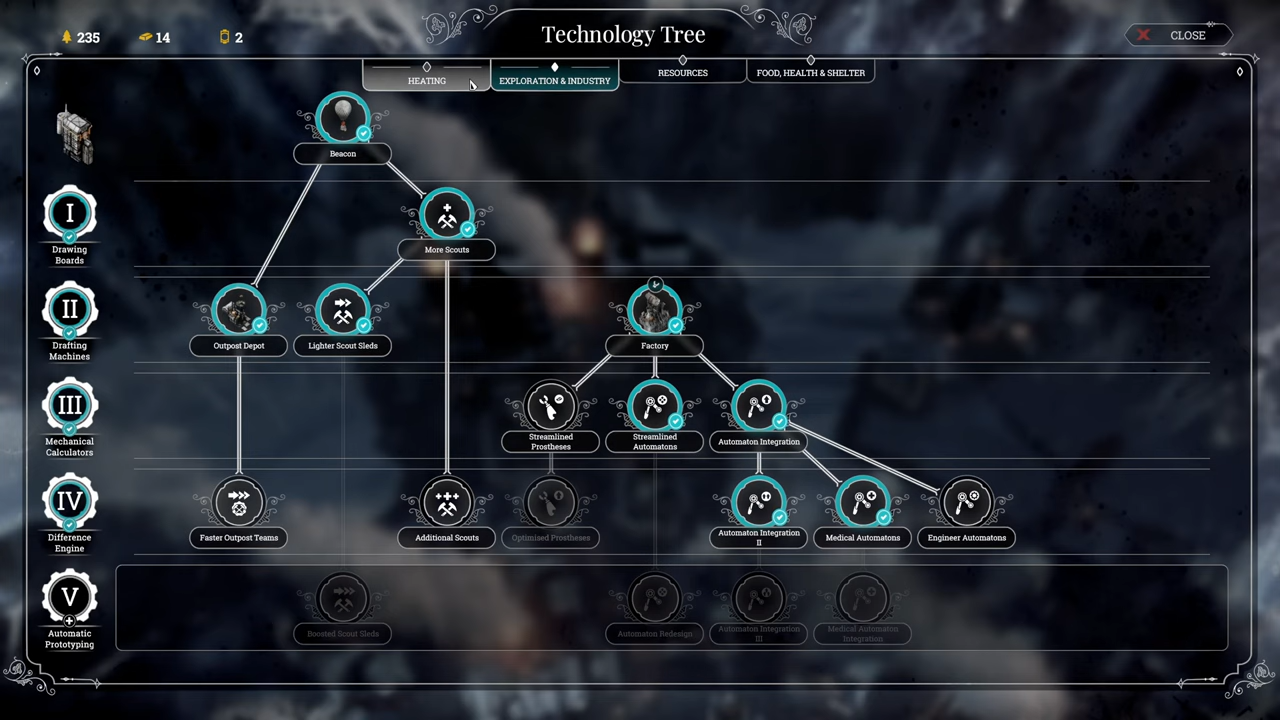 235
14
2
Technology Tree
CLOSE
HEATING
EXPLORATION & INDUSTRY
RESOURCES
FOOD, HEALTH & SHELTER
Beacon
I
Drawing
Boards
More Scouts
II
Drafting
Machines
Outpost Depot
Lighter Scout Sleds
Factory
III
Mechanical
Calculators
Streamlined
Prostheses
Streamlined
Automatons
Automaton Integration
IV
Difference
Engine
Faster Outpost Teams
Additional Scouts
Optimised Prostheses
Automaton Integration
II
Medical Automatons
Engineer Automatons
V
Automatic
Prototyping
Boosted Scout Sleds
Automaton Redesign
Automaton Integration
III
Medical Automaton
Integration